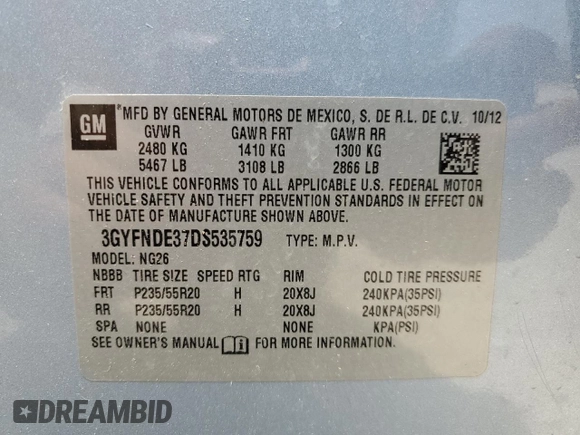 GM
*MFD BY GENERAL MOTORS DE MEXICO, S. DE R.L. DE C.V. 10/12
GVWR GAWR FRT GAWR RR
2480 KG 1410 KG 1300 KG
5467 LB 3108 LB 2866 LB
THIS VEHICLE CONFORMS TO ALL APPLICABLE U.S. FEDERAL MOTOR
VEHICLE SAFETY AND THEFT PREVENTION STANDARDS IN EFFECT ON
THE DATE OF MANUFACTURE SHOWN ABOVE.
3GYFNDE37DS535759 TYPE: M.P.V.
MODEL: NG26
NBBB TIRE SIZE SPEED RTG RIM COLD TIRE PRESSURE
FRT P235/55R20 H 20X8J 240KPA(35PSI)
RR P235/55R20 H 20X8J 240KPA(35PSI)
SPA NONE NONE KPA(PSI)
SEE OWNER'S MANUAL FOR MORE INFORMATION.
DREAMBID